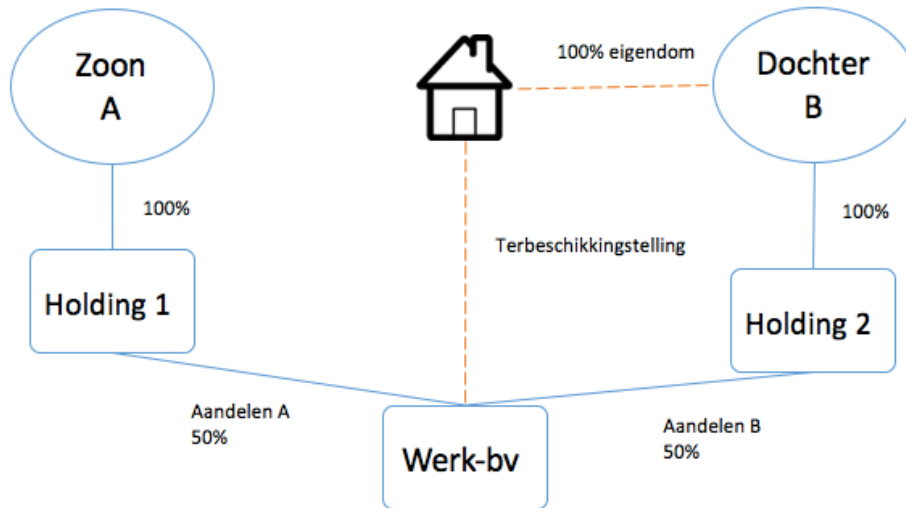 Zoon
A
100% eigendom
Dochter
B
100%
100%
Terbeschikkingstelling
Holding 1
Holding 2
Aandelen A
50%
Aandelen B
50%
Werk-bv